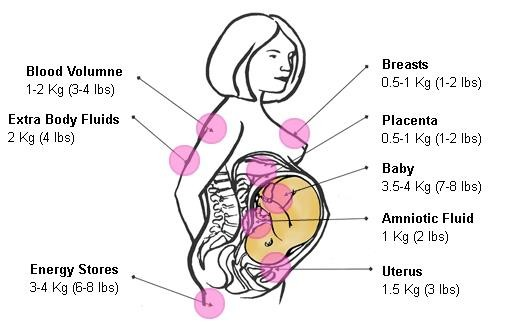 Blood Volumne
1-2 Kg (3-4 lbs)
Extra Body Fluids
2 Kg (4 lbs)
Energy Stores
3-4 Kg (6-8 lbs)
Breasts
0.5-1 Kg (1-2 lbs)
Placenta
0.5-1 Kg (1-2 lbs)
Baby
3.5-4 Kg (7-8 lbs)
Amniotic Fluid
1 Kg (2 lbs)
Uterus
1.5 Kg (3 lbs)